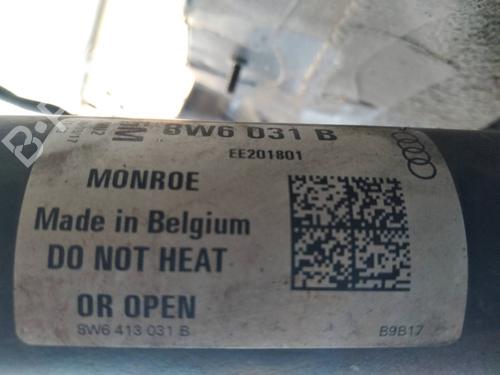 8W6 031 B
EE201801
MONROE
Made in Belgium
DO NOT HEAT
OR OPEN
8W6 413 031 B
B9B17